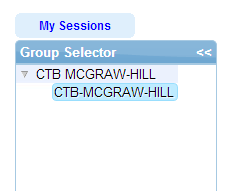 My Sessions
Group Selector <<
CTB MCGRAW-HILL
CTB-MCGRAW-HILL